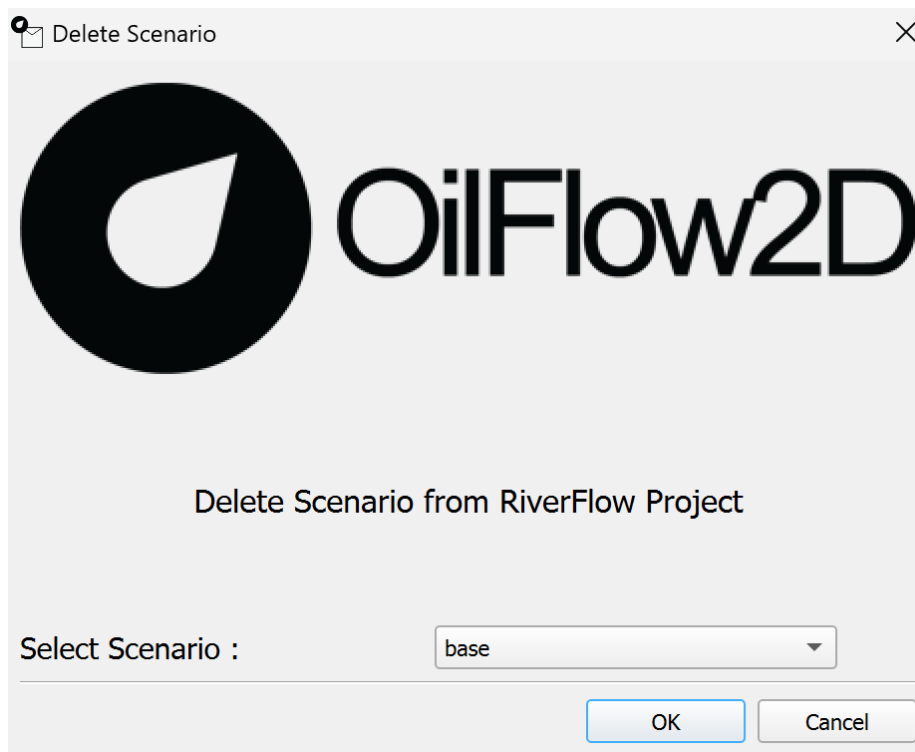 Delete Scenario
OilFlow2D
Delete Scenario from RiverFlow Project
Select Scenario :
base
OK
Cancel